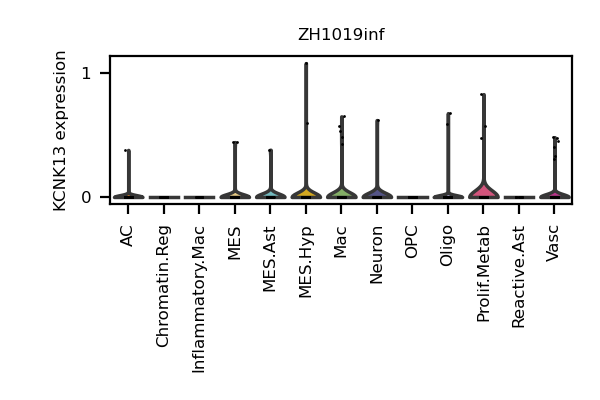 ZH1019inf
KCNK13 expression
1
0
AC
Chromatin.Reg
Inflammatory.Mac
MES
MES.Ast
MES.Hyp
Mac
Neuron
OPC
Oligo
Prolif.Metab
Reactive.Ast
Vasc